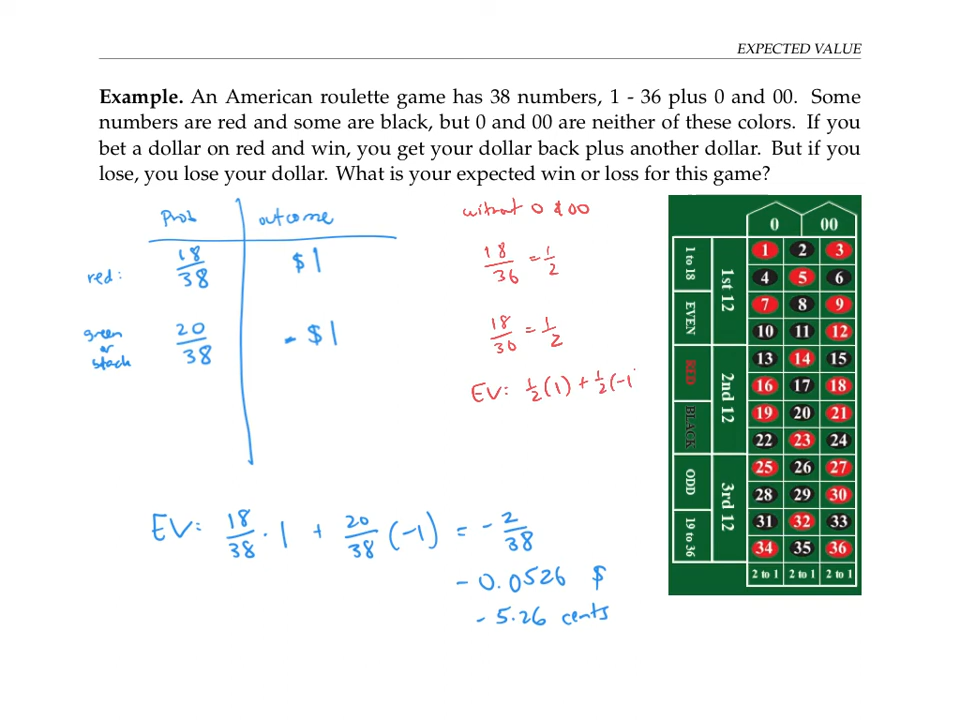 EXPECTED VALUE
Example. An American roulette game has 38 numbers, 1 - 36 plus 0 and 00. Some
numbers are red and some are black, but 0 and 00 are neither of these colors. If you
bet a dollar on red and win, you get your dollar back plus another dollar. But if you
lose, you lose your dollar. What is your expected win or loss for this game?
Prob outcome
red: 18/38 $1
green or black 20/38 - $1
EV: 18/38 · 1 + 20/38 (-1) = - 2/38
- 0.0526 $
- 5.26 cents
without 0 & 00
18/36 = 1/2
18/36 = 1/2
EV: 1/2 (1) + 1/2 (-1
0 00
1 2 3
4 5 6
7 8 9
10 11 12
13 14 15
16 17 18
19 20 21
22 23 24
25 26 27
28 29 30
31 32 33
34 35 36
2 to 1 2 to 1 2 to 1
1st 12
2nd 12
3rd 12
1 to 18
EVEN
RED
BLACK
ODD
19 to 36